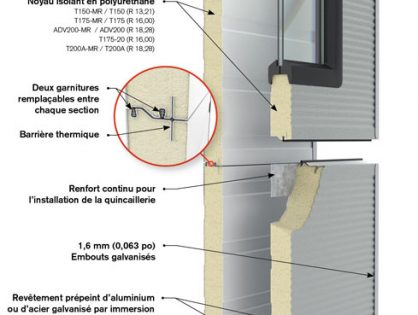 Noyau isolant en polyuréthane
T150-MR / T150 (R 13,21)
T175-MR / T175 (R 16,00)
ADV200-MR / ADV200 (R 18,28)
T175-20 (R 16,00)
T200A-MR / T200A (R 18,28)
Deux garnitures
remplaçables entre
chaque section
Barrière thermique
Renfort continu pour
l'installation de la quincaillerie
1,6 mm (0,063 po)
Embouts galvanisés
Revêtement prépeint d'aluminium
ou d'acier galvanisé par immersion